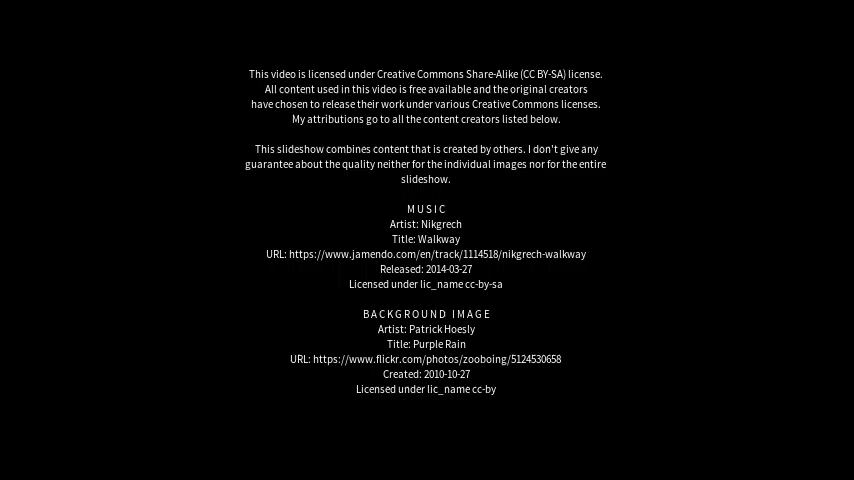 This video is licensed under Creative Commons Share-Alike (CC BY-SA) license.
All content used in this video is free available and the original creators
have chosen to release their work under various Creative Commons licenses.
My attributions go to all the content creators listed below.
This slideshow combines content that is created by others. I don't give any
guarantee about the quality neither for the individual images nor for the entire
slideshow.
MUSIC
Artist: Nikgrech
Title: Walkway
URL: https://www.jamendo.com/en/track/1114518/nikgrech-walkway
Released: 2014-03-27
Licensed under lic_name cc-by-sa
BACKGROUND IMAGE
Artist: Patrick Hoesly
Title: Purple Rain
URL: https://www.flickr.com/photos/zooboing/5124530658
Created: 2010-10-27
Licensed under lic_name cc-by